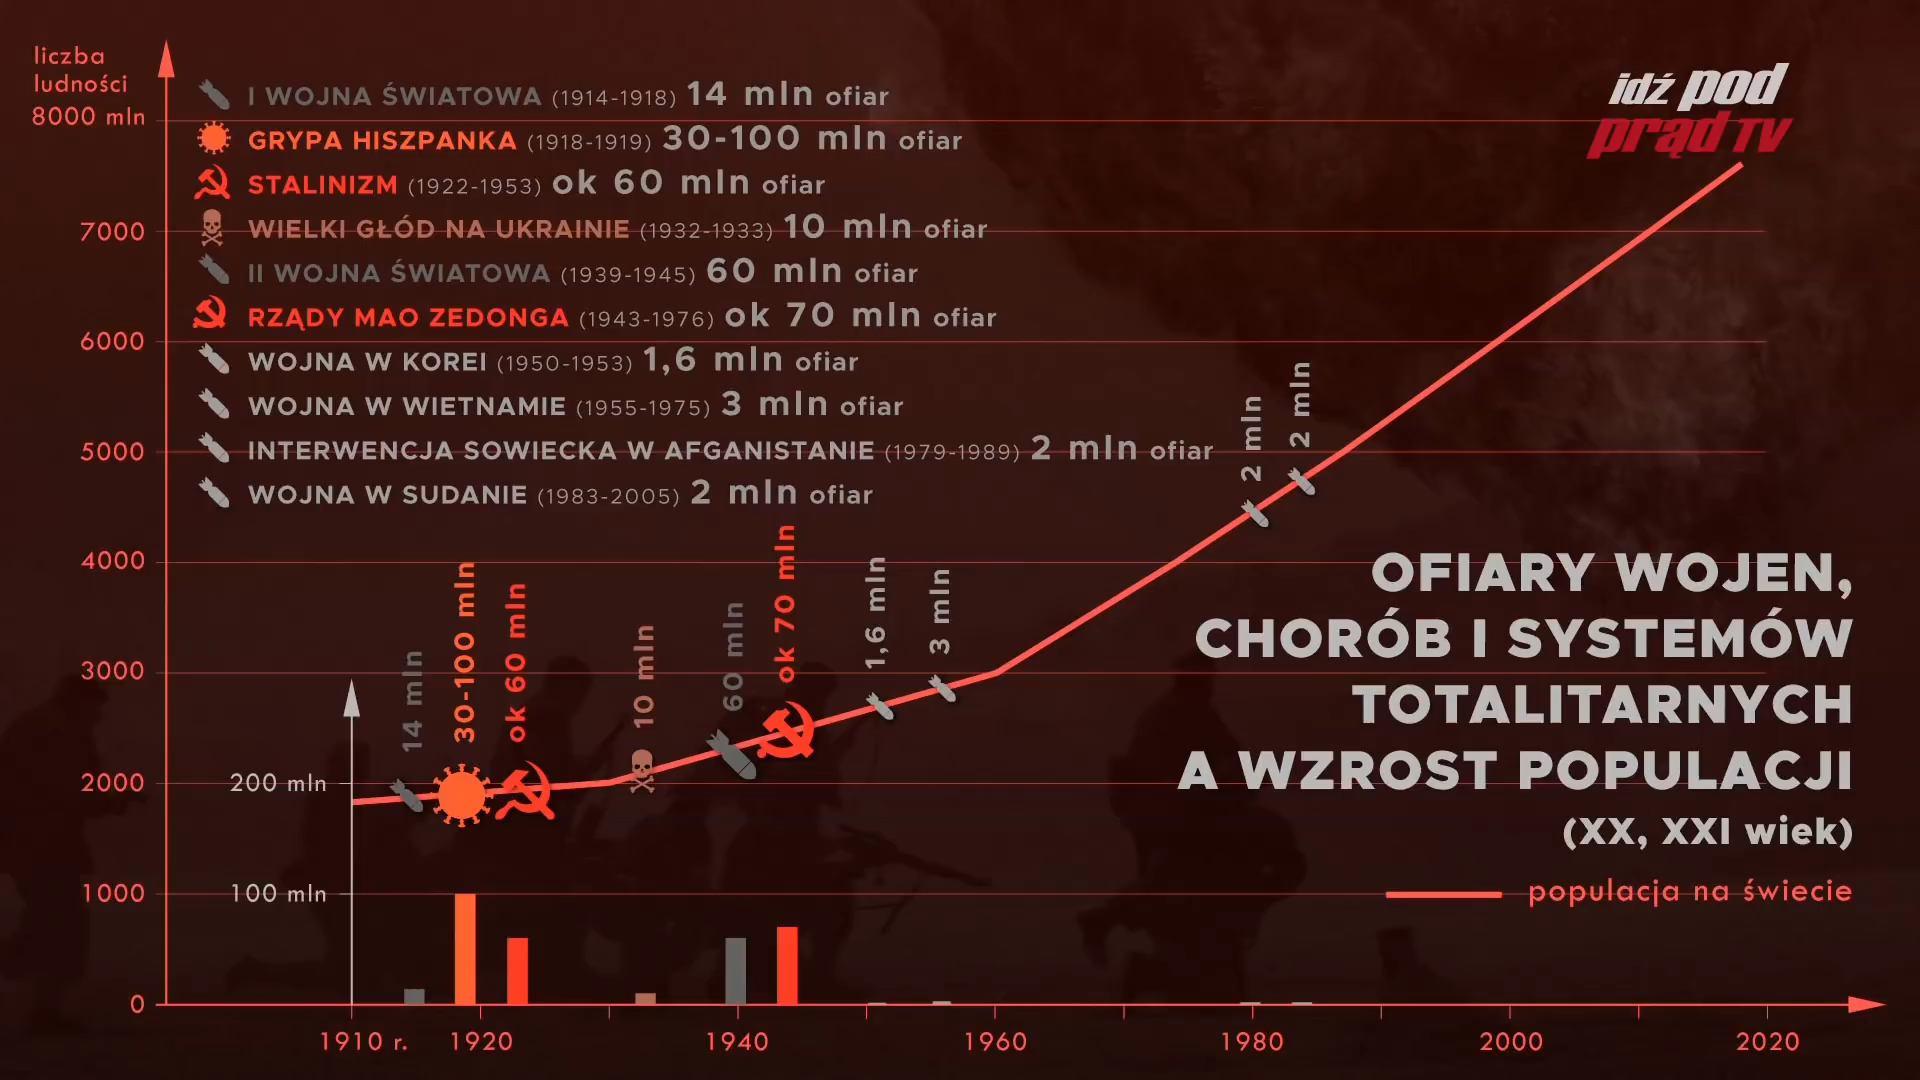 liczba
ludności
8000 mln
I WOJNA ŚWIATOWA (1914-1918) 14 mln ofiar
GRYPA HISZPANKA (1918-1919) 30-100 mln ofiar
STALINIZM (1922-1953) ok 60 mln ofiar
WIELKI GŁÓD NA UKRAINIE (1932-1933) 10 mln ofiar
II WOJNA ŚWIATOWA (1939-1945) 60 mln ofiar
RZĄDY MAO ZEDONGA (1943-1976) ok 70 mln ofiar
WOJNA W KOREI (1950-1953) 1,6 mln ofiar
WOJNA W WIETNAMIE (1955-1975) 3 mln ofiar
INTERWENCJA SOWIECKA W AFGANISTANIE (1979-1989) 2 mln ofiar
WOJNA W SUDANIE (1983-2005) 2 mln ofiar
idź pod
prąd TV
7000
6000
5000
4000
3000
2000
1000
0
200 mln
100 mln
14 mln
30-100 mln
ok 60 mln
10 mln
60 mln
ok 70 mln
1,6 mln
3 mln
2 mln
2 mln
OFIARY WOJEN,
CHORÓB I SYSTEMÓW
TOTALITARNYCH
A WZROST POPULACJI
(XX, XXI wiek)
populacja na świecie
1910 r.
1920
1940
1960
1980
2000
2020